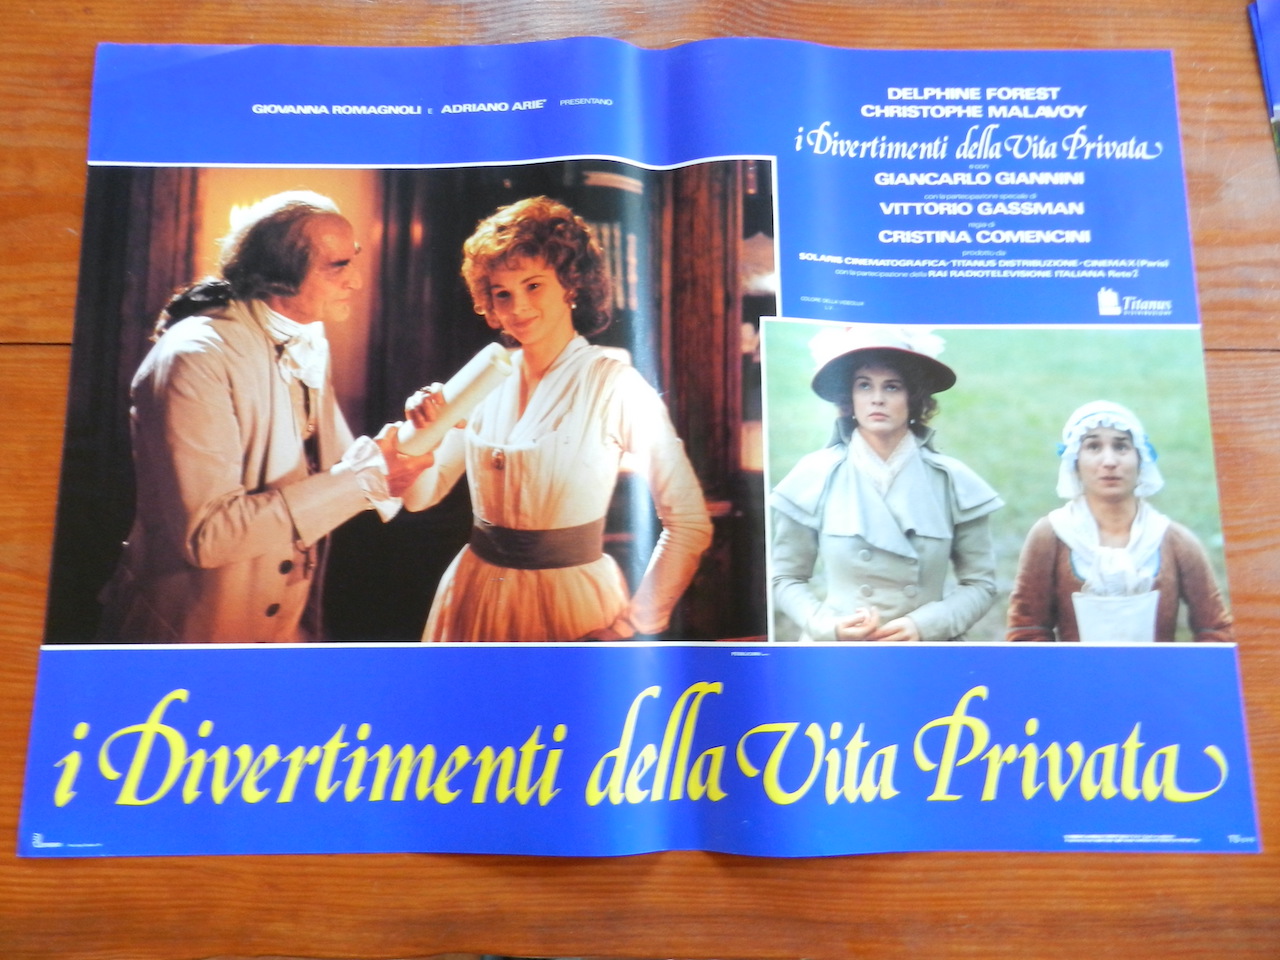 GIOVANNA ROMAGNOLI E ADRIANO ARIE' PRESENTANO
DELPHINE FOREST
CHRISTOPHE MALAVOY
i Divertimenti della Vita Privata
e con
GIANCARLO GIANNINI
con la partecipazione speciale di
VITTORIO GASSMAN
regia di
CRISTINA COMENCINI
prodotto da
SOLARIS CINEMATOGRAFICA - TITANUS DISTRIBUZIONE - CINEMAX (Paris)
con la partecipazione della RAI RADIOTELEVISIONE ITALIANA Rete 2
Titanus
DISTRIBUZIONE
i Divertimenti della Vita Privata